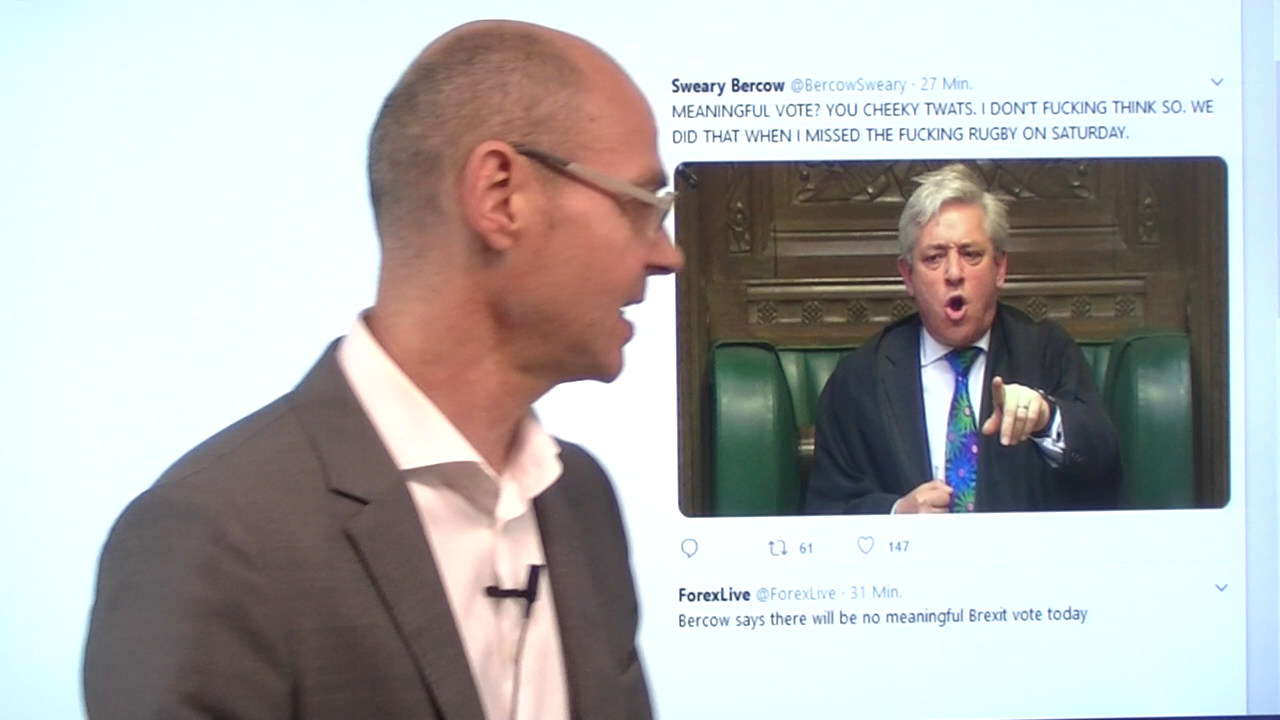 Sweary Bercow @BercowSweary · 27 Min.
MEANINGFUL VOTE? YOU CHEEKY TWATS. I DON'T FUCKING THINK SO. WE
DID THAT WHEN I MISSED THE FUCKING RUGBY ON SATURDAY.
61 147
ForexLive @ForexLive · 31 Min.
Bercow says there will be no meaningful Brexit vote today